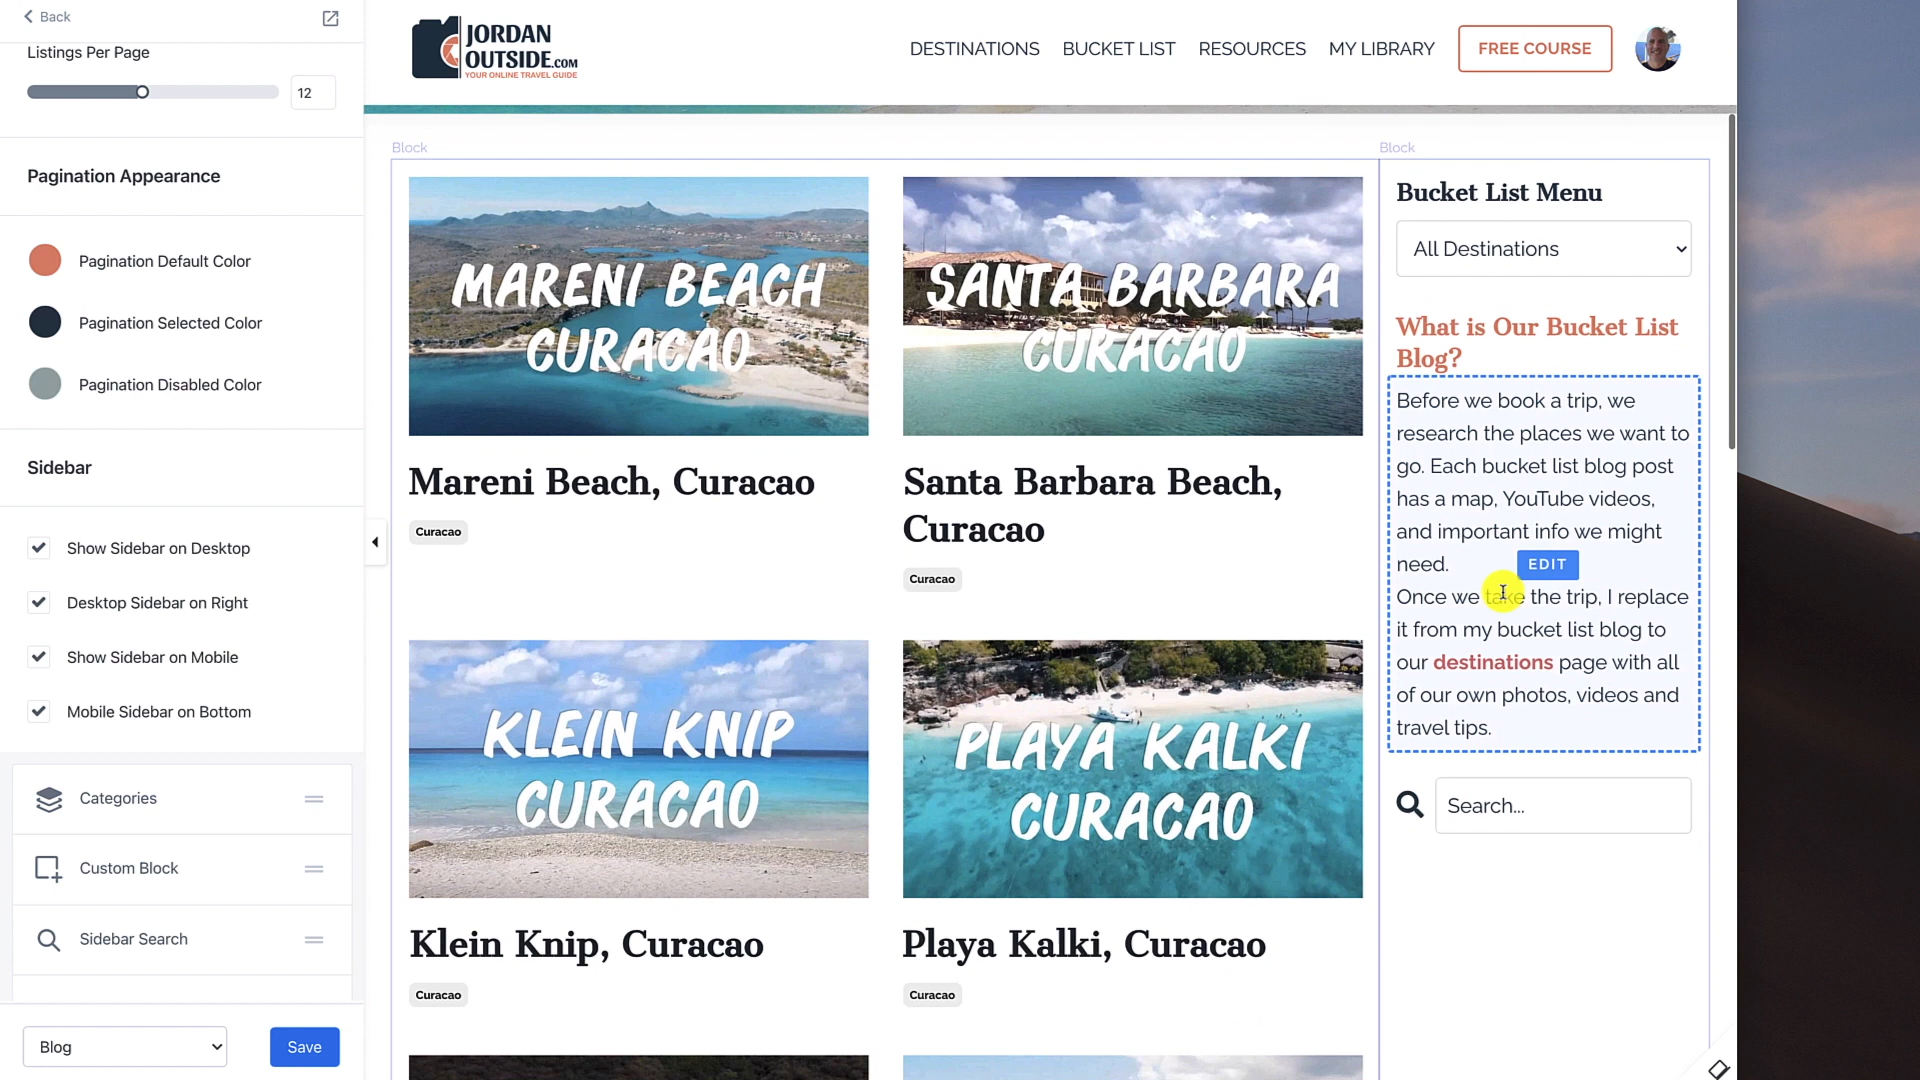 Back
Listings Per Page
12
Pagination Appearance
Pagination Default Color
Pagination Selected Color
Pagination Disabled Color
Sidebar
Show Sidebar on Desktop
Desktop Sidebar on Right
Show Sidebar on Mobile
Mobile Sidebar on Bottom
Categories
Custom Block
Sidebar Search
Blog
Save
JORDAN
OUTSIDE.COM
YOUR ONLINE TRAVEL GUIDE
DESTINATIONS
BUCKET LIST
RESOURCES
MY LIBRARY
FREE COURSE
Block
MARENI BEACH
CURACAO
Mareni Beach, Curacao
Curacao
SANTA BARBARA
CURACAO
Santa Barbara Beach,
Curacao
Curacao
KLEIN KNIP
CURACAO
Klein Knip, Curacao
Curacao
PLAYA KALKI
CURACAO
Playa Kalki, Curacao
Curacao
Block
Bucket List Menu
All Destinations
What is Our Bucket List
Blog?
Before we book a trip, we
research the places we want to
go. Each bucket list blog post
has a map, YouTube videos,
and important info we might
need.
EDIT
Once we take the trip, I replace
it from my bucket list blog to
our destinations page with all
of our own photos, videos and
travel tips.
Search...